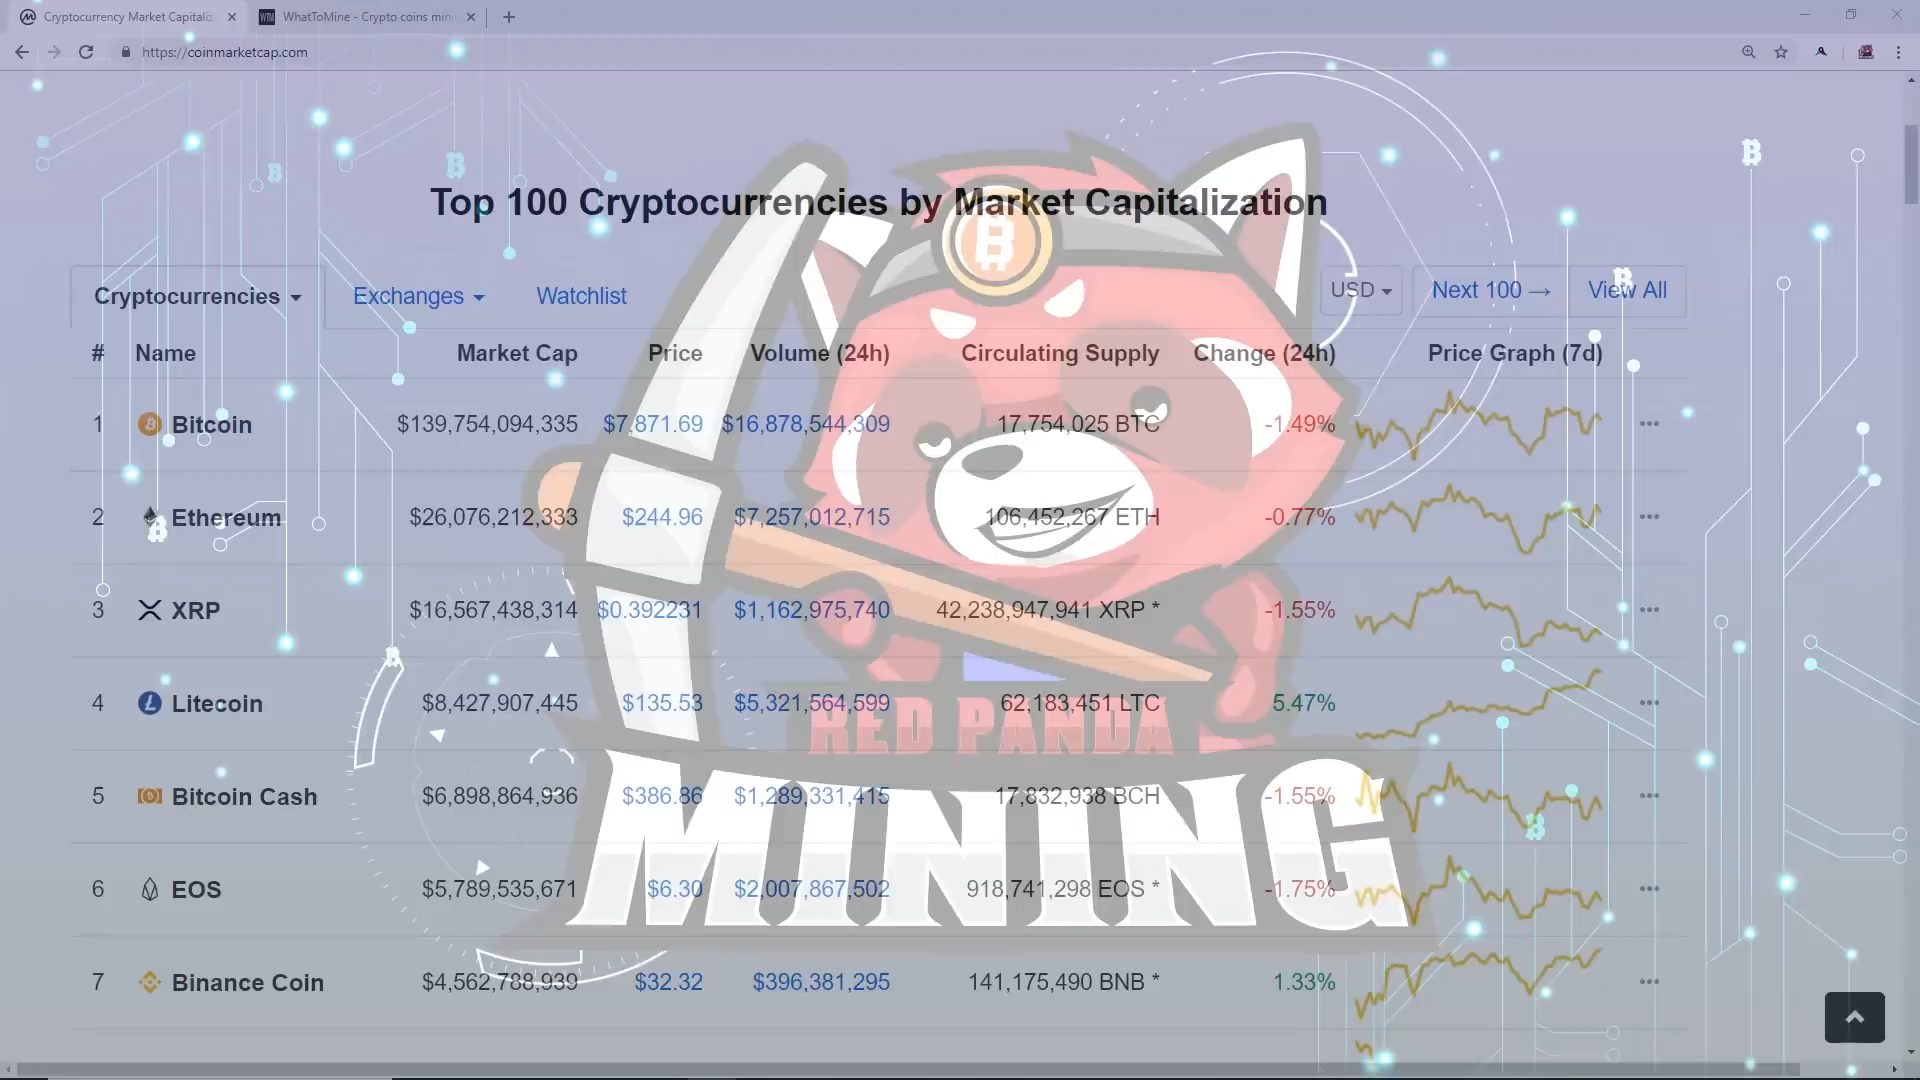 Cryptocurrency Market Capitaliz
WhatToMine - Crypto coins mini
https://coinmarketcap.com
Top 100 Cryptocurrencies by Market Capitalization
Cryptocurrencies Exchanges Watchlist USD Next 100 → View All
# Name Market Cap Price Volume (24h) Circulating Supply Change (24h) Price Graph (7d)
1 Bitcoin $139,754,094,335 $7,871.69 $16,878,544,309 17,754,025 BTC -1.49%
2 Ethereum $26,076,212,333 $244.96 $7,257,012,715 106,452,267 ETH -0.77%
3 XRP $16,567,438,314 $0.392231 $1,162,975,740 42,238,947,941 XRP * -1.55%
4 Litecoin $8,427,907,445 $135.53 $5,321,564,599 62,183,451 LTC 5.47%
RED PANDA
5 Bitcoin Cash $6,898,864,936 $386.86 $1,289,331,415 17,832,938 BCH -1.55%
MINING
6 EOS $5,789,535,671 $6.30 $2,007,867,502 918,741,298 EOS * -1.75%
7 Binance Coin $4,562,788,939 $32.32 $396,381,295 141,175,490 BNB * 1.33%